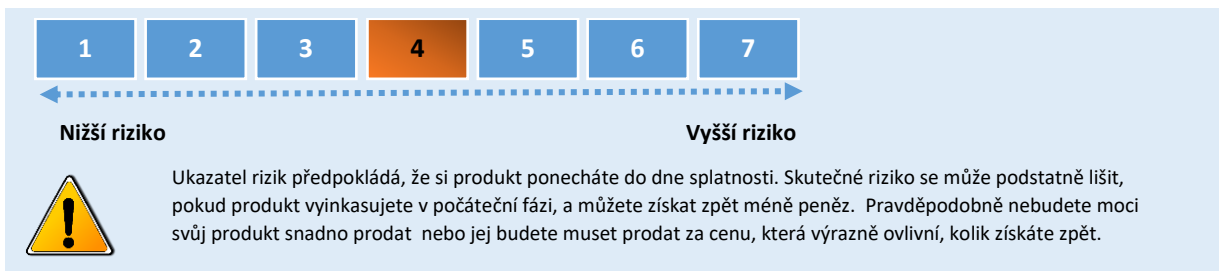 1 2 3 4 5 6 7
Nižší riziko Vyšší riziko
Ukazatel rizik předpokládá, že si produkt ponecháte do dne splatnosti. Skutečné riziko se může podstatně lišit,
pokud produkt vyinkasujete v počáteční fázi, a můžete získat zpět méně peněz. Pravděpodobně nebudete moci
svůj produkt snadno prodat nebo jej budete muset prodat za cenu, která výrazně ovlivní, kolik získáte zpět.